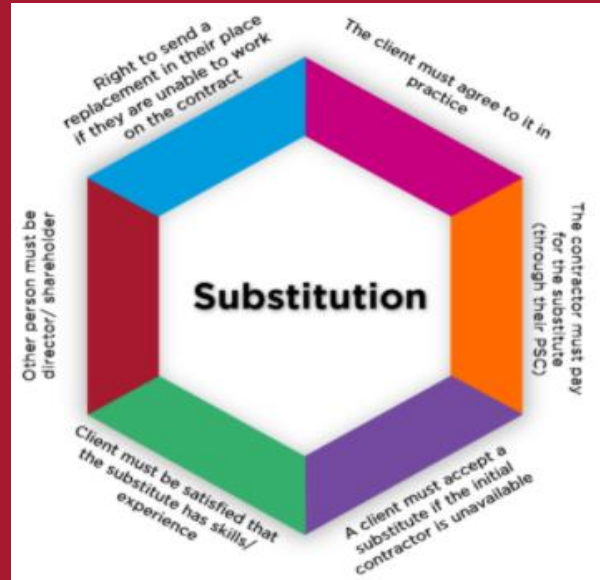 Right to send a
replacement in their place
if they are unable to work
on the contract
The client must agree to it in
practice
The contractor must pay
for the substitute
(through their PSC)
A client must accept a
substitute if the initial
contractor is unavailable
Client must be satisfied that
the substitute has skills/
experience
Other person must be
director/ shareholder
Substitution